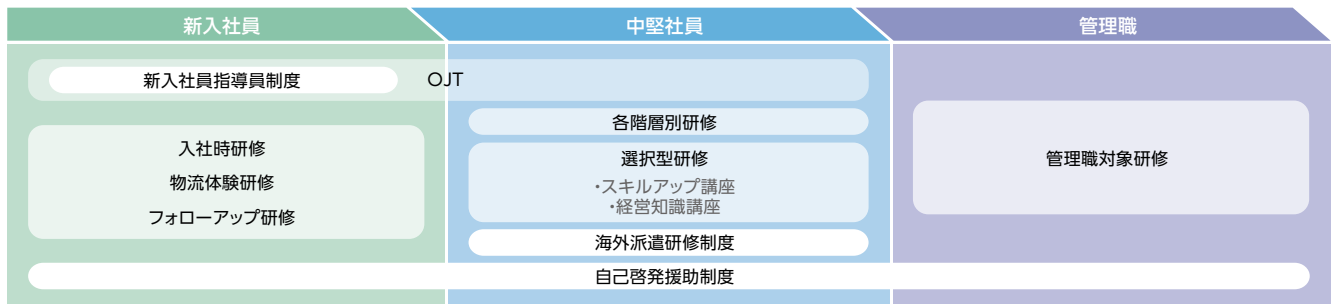 新入社員
中堅社員
管理職
新入社員指導員制度
OJT
入社時研修
物流体験研修
フォローアップ研修
各階層別研修
選択型研修
・スキルアップ講座
・経営知識講座
海外派遣研修制度
管理職対象研修
自己啓発援助制度